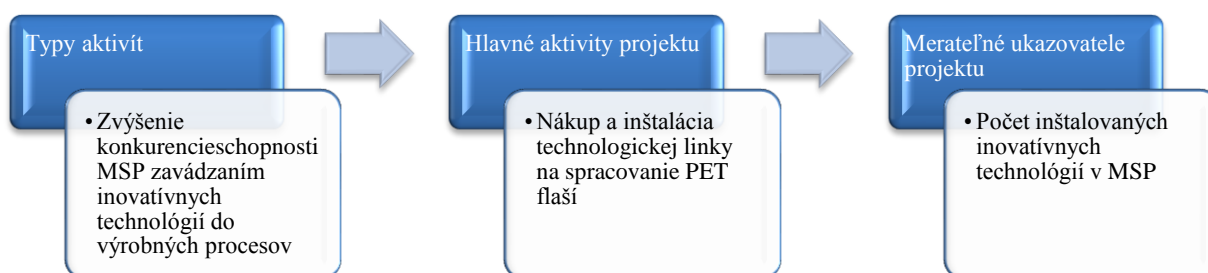 Typy aktivít
• Zvýšenie
konkurencieschopnosti
MSP zavádzaním
inovatívnych
technológií do
výrobných procesov
Hlavné aktivity projektu
• Nákup a inštalácia
technologickej linky
na spracovanie PET
flaší
Merateľné ukazovatele
projektu
• Počet inštalovaných
inovatívnych
technológií v MSP